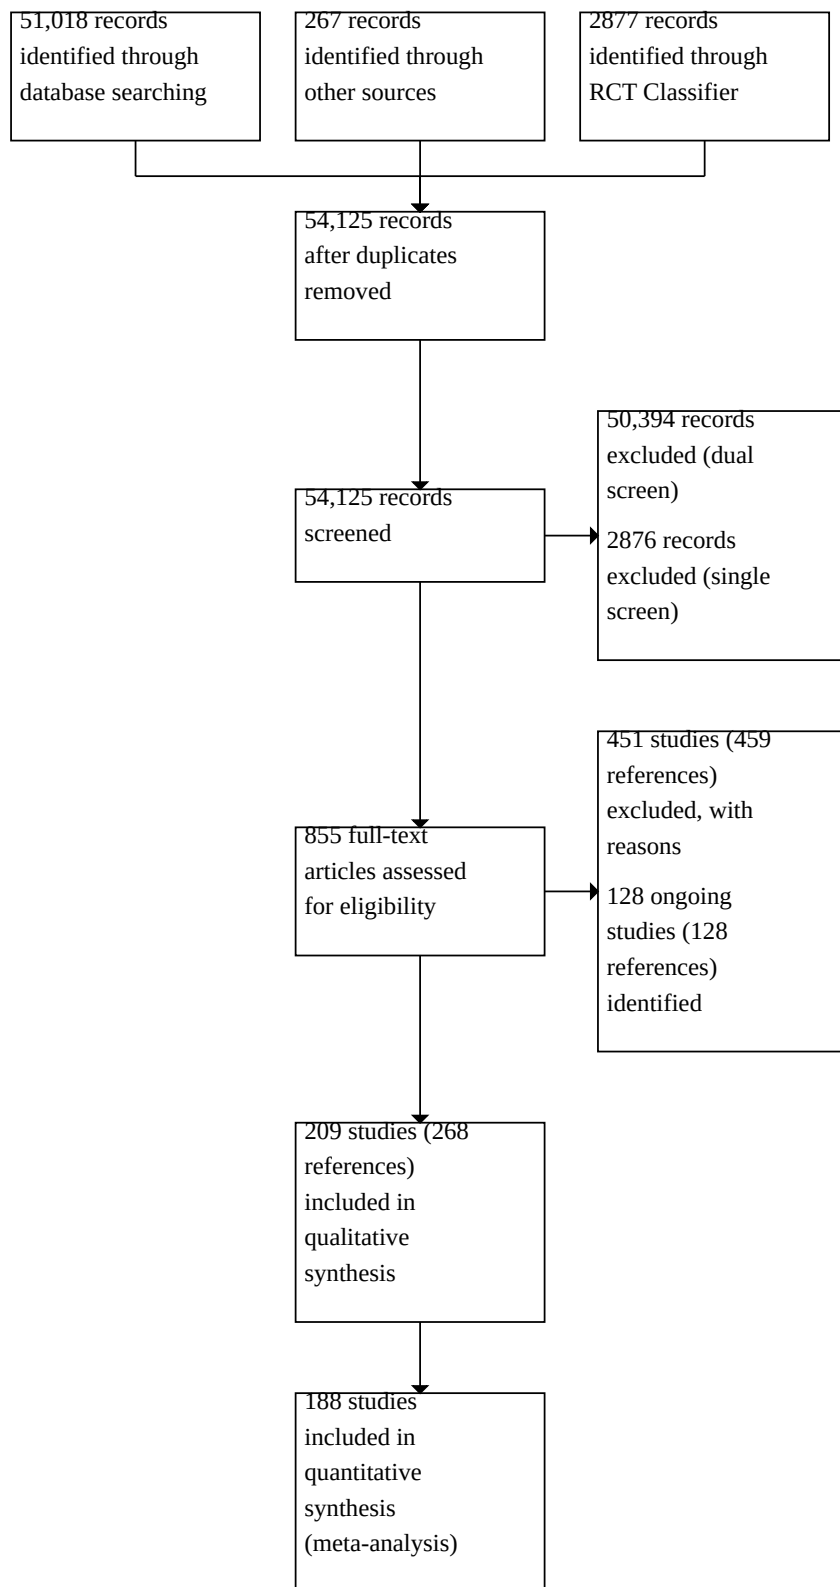 51,018 records
identified through
database searching
267 records
identified through
other sources
2877 records
identified through
RCT Classifier
54,125 records
after duplicates
removed
54,125 records
screened
50,394 records
excluded (dual
screen)
2876 records
excluded (single
screen)
855 full-text
articles assessed
for eligibility
451 studies (459
references)
excluded, with
reasons
128 ongoing
studies (128
references)
identified
209 studies (268
references)
included in
qualitative
synthesis
188 studies
included in
quantitative
synthesis
(meta-analysis)